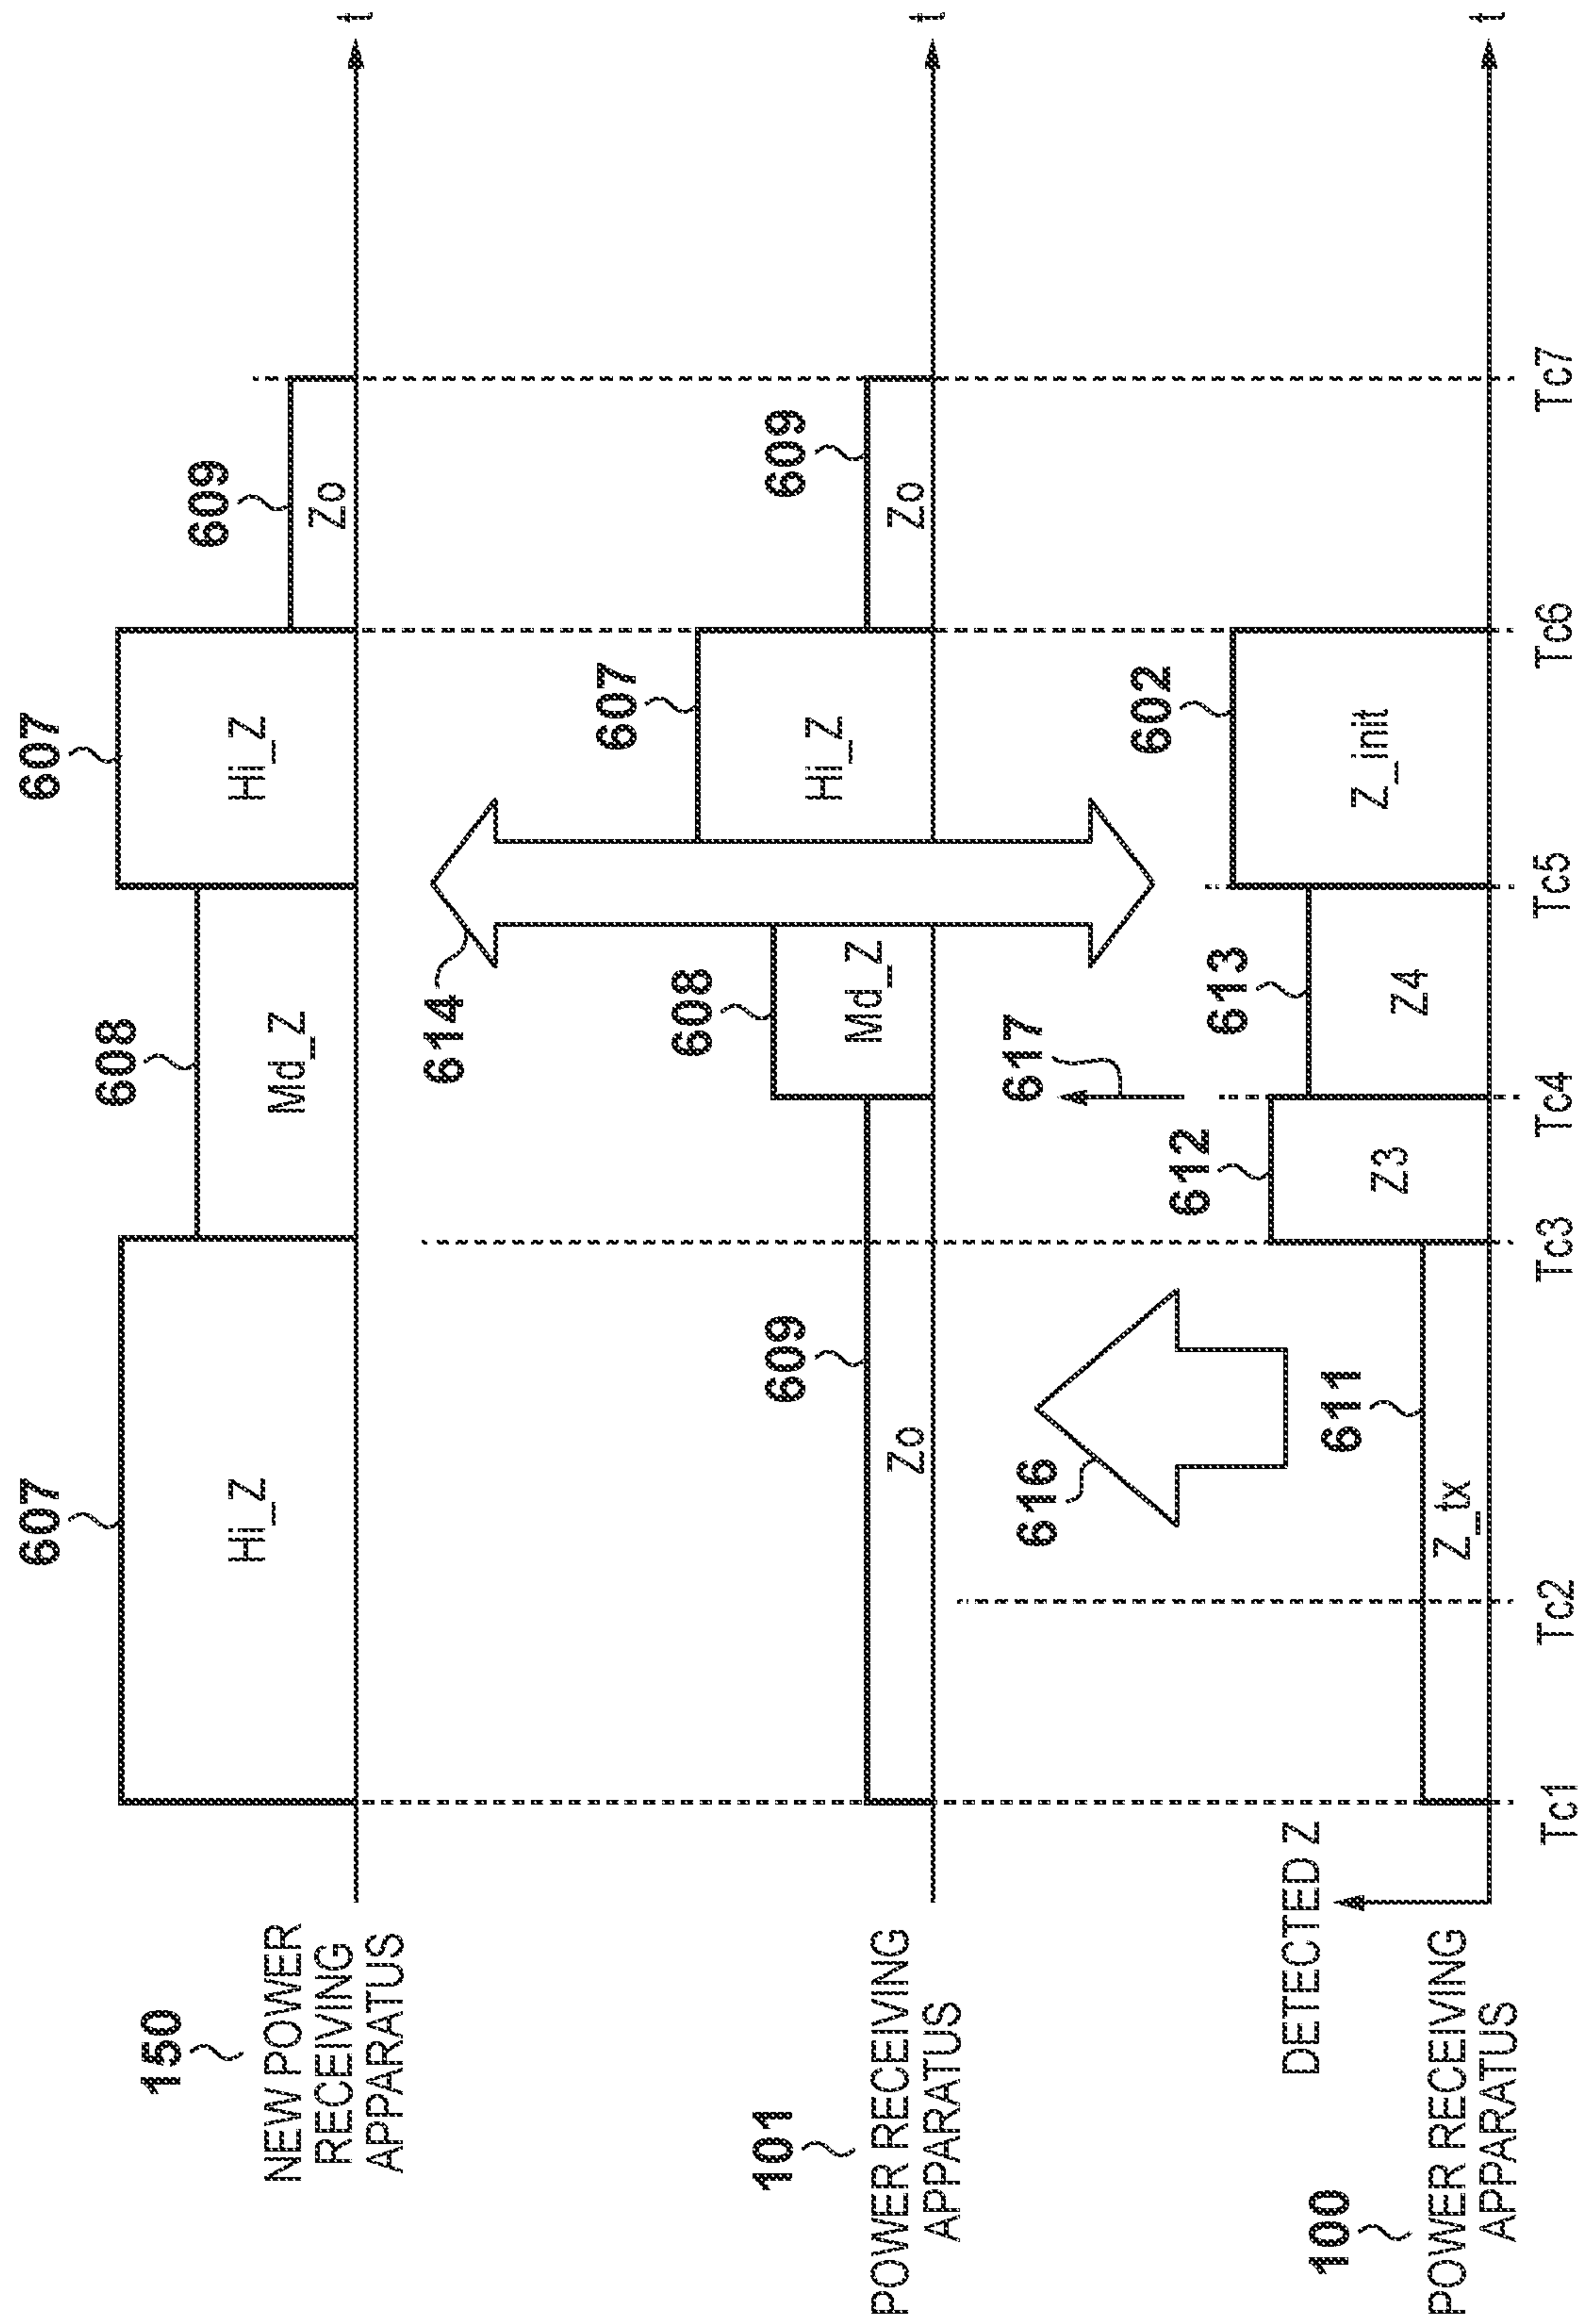 150
NEW POWER
RECEIVING
APPARATUS
607
Hi_Z
608
Md_Z
607
Hi_Z
609
Zo
t
614
101
POWER RECEIVING
APPARATUS
609
Zo
608
Md_Z
607
Hi_Z
609
Zo
t
616
617
100
POWER RECEIVING
APPARATUS
DETECTED Z
611
Z_tx
612
Z3
613
Z4
602
Z_init
t
Tc1
Tc2
Tc3
Tc4
Tc5
Tc6
Tc7